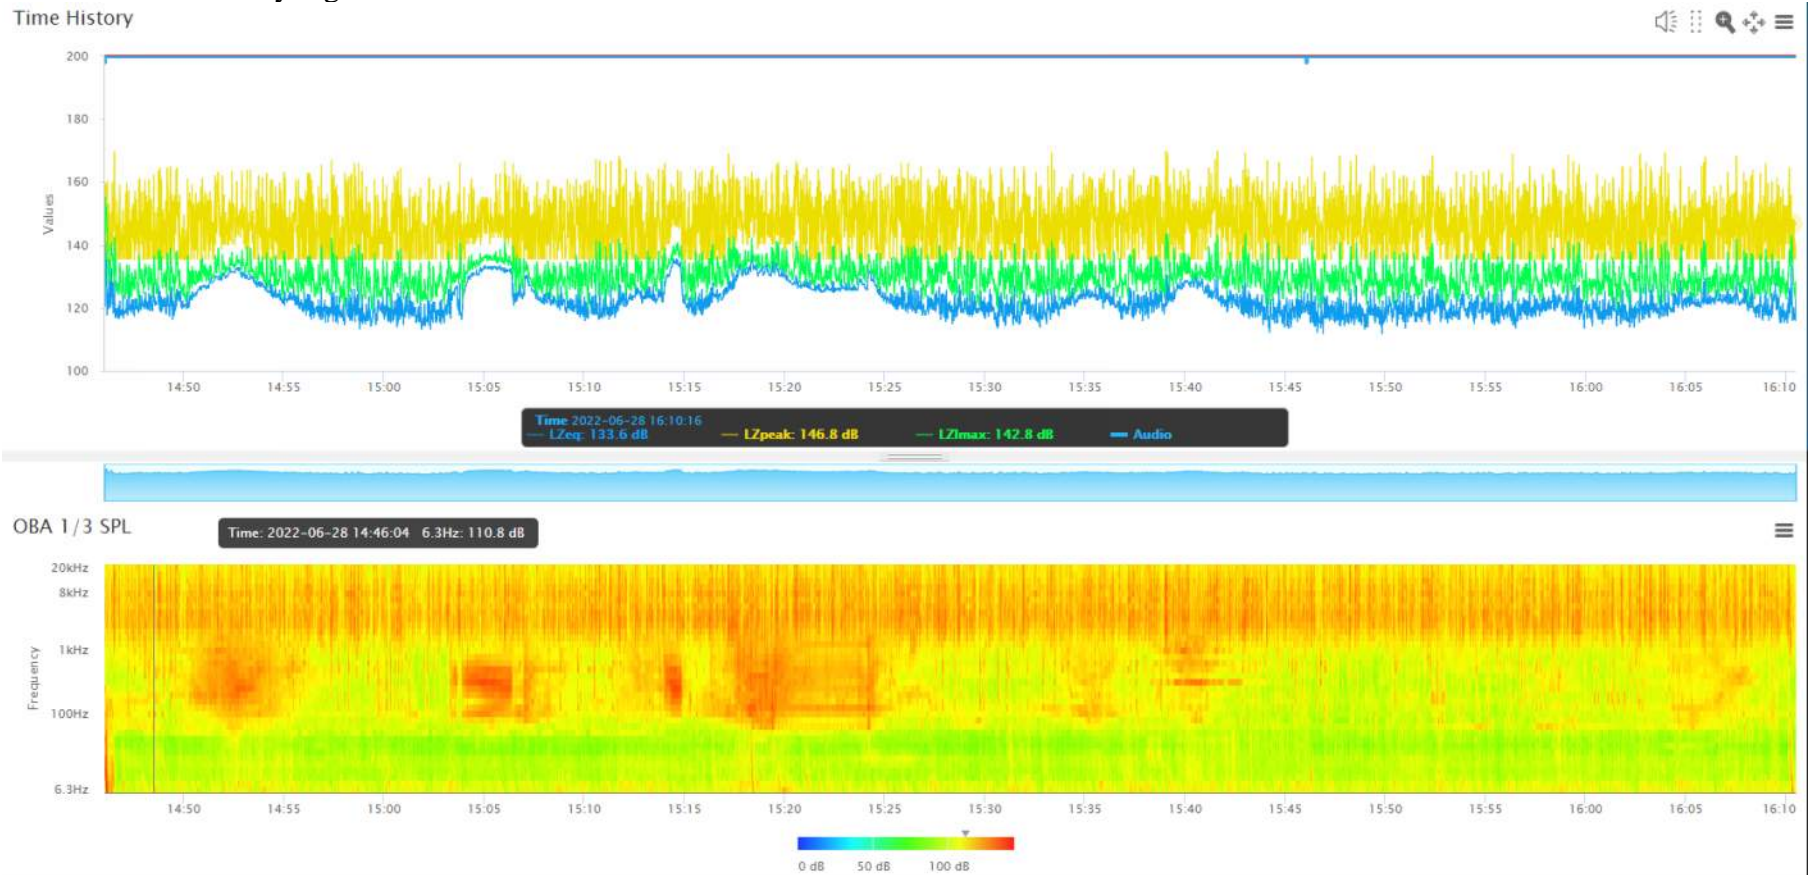 Time History
200
180
160
140
120
100
Values
14:50 14:55 15:00 15:05 15:10 15:15 15:20 15:25 15:30 15:35 15:40 15:45 15:50 15:55 16:00 16:05 16:10
Time 2022-06-28 16:10:16
LZeq: 133.6 dB LZpeak: 146.8 dB LZImax: 142.8 dB Audio
OBA 1/3 SPL
Time: 2022-06-28 14:46:04 6.3Hz: 110.8 dB
20kHz
8kHz
1kHz
100Hz
6.3Hz
Frequency
14:50 14:55 15:00 15:05 15:10 15:15 15:20 15:25 15:30 15:35 15:40 15:45 15:50 15:55 16:00 16:05 16:10
0 dB 50 dB 100 dB